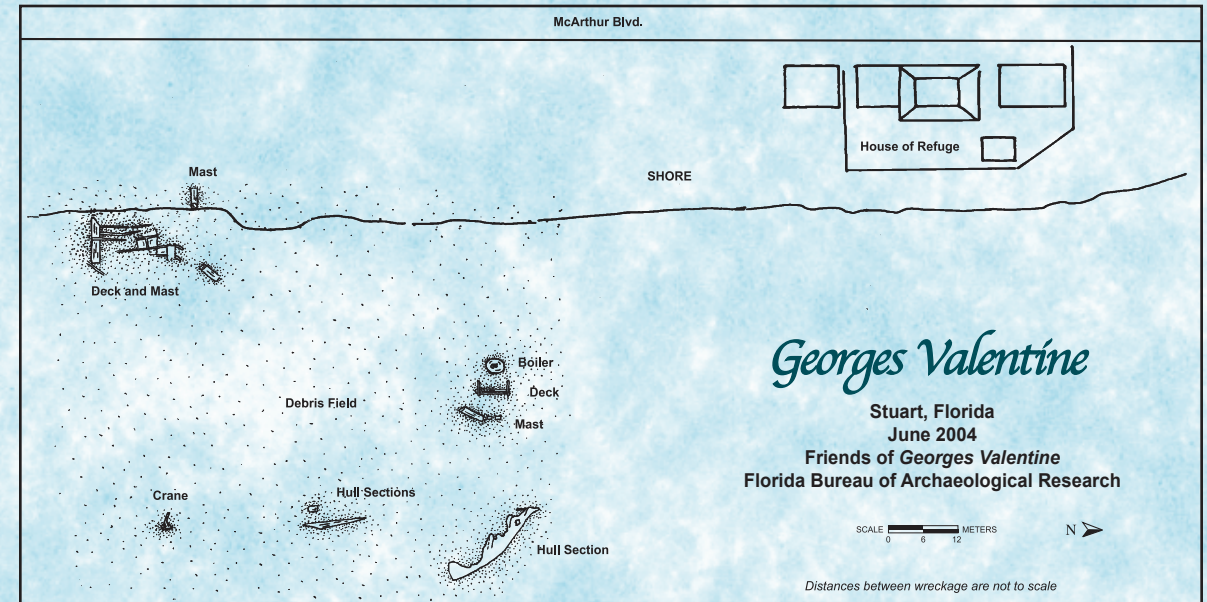 McArthur Blvd.
House of Refuge
Mast
SHORE
Deck and Mast
Boiler
Deck
Mast
Debris Field
Georges Valentine
Stuart, Florida
June 2004
Friends of Georges Valentine
Florida Bureau of Archaeological Research
Crane
Hull Sections
Hull Section
SCALE METERS
0 6 12
N
Distances between wreckage are not to scale